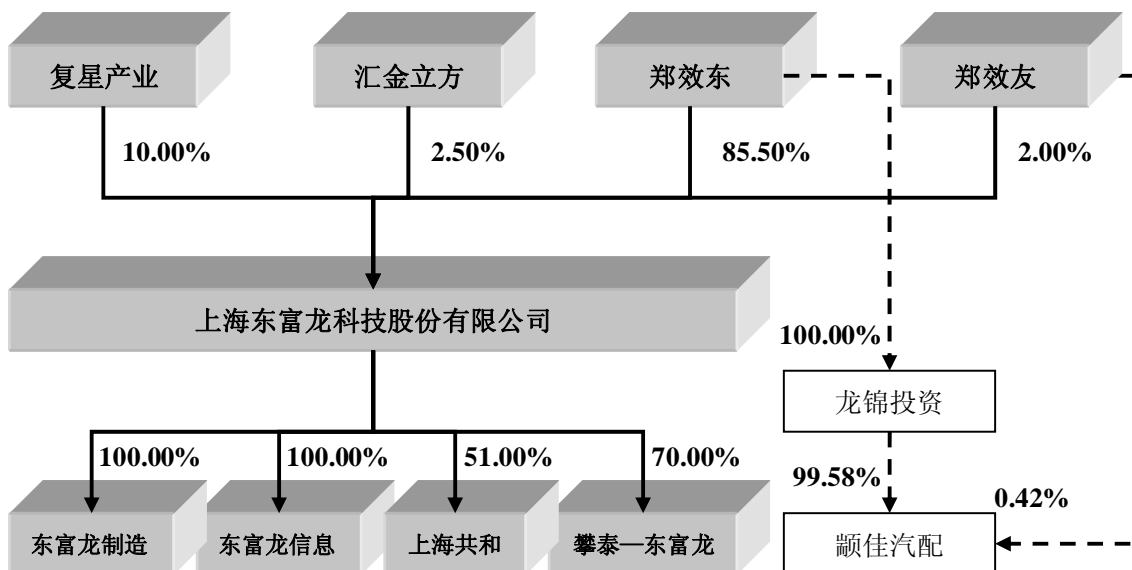 复星产业
汇金立方
郑效东
郑效友
10.00%
2.50%
85.50%
2.00%
上海东富龙科技股份有限公司
100.00%
龙锦投资
100.00%
100.00%
51.00%
70.00%
99.58%
0.42%
东富龙制造
东富龙信息
上海共和
攀泰—东富龙
颛佳汽配